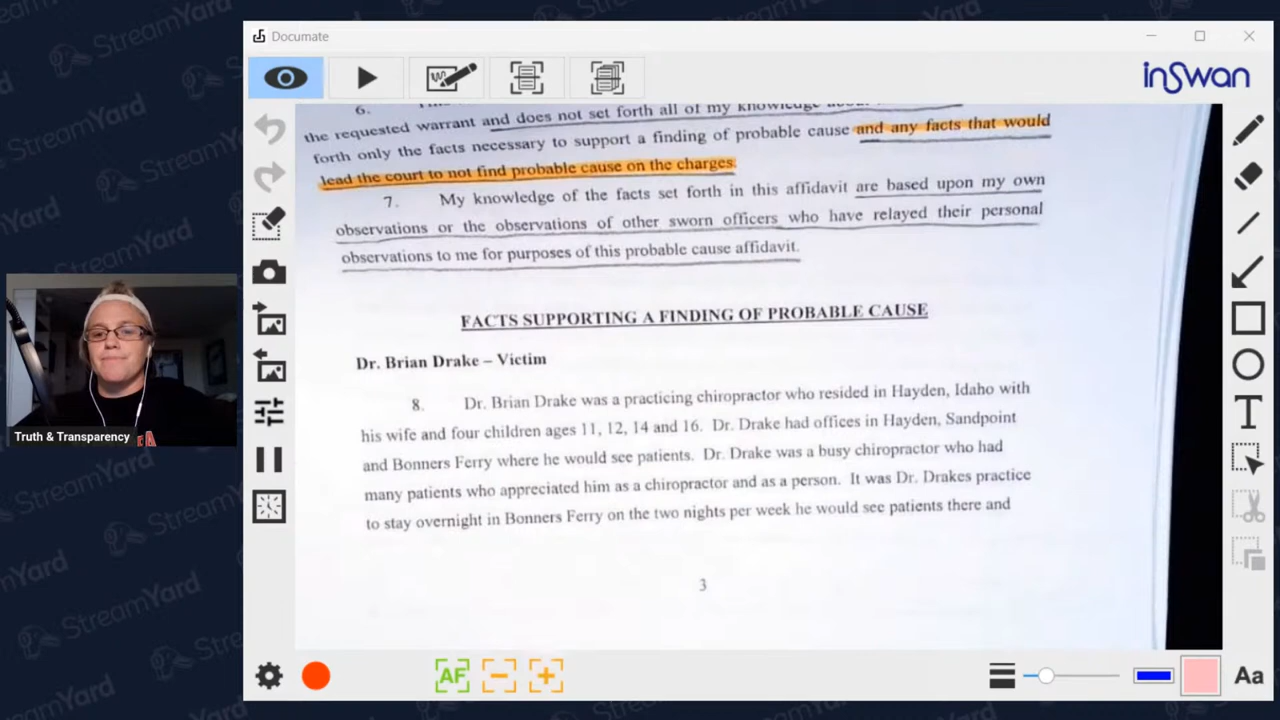 StreamYard
Documate
inSwan
6.
the requested warrant and does not set forth all of my knowledge
forth only the facts necessary to support a finding of probable cause and any facts that would
lead the court to not find probable cause on the charges.
7. My knowledge of the facts set forth in this affidavit are based upon my own
observations or the observations of other sworn officers who have relayed their personal
observations to me for purposes of this probable cause affidavit.
FACTS SUPPORTING A FINDING OF PROBABLE CAUSE
Dr. Brian Drake – Victim
8. Dr. Brian Drake was a practicing chiropractor who resided in Hayden, Idaho with
his wife and four children ages 11, 12, 14 and 16. Dr. Drake had offices in Hayden, Sandpoint
and Bonners Ferry where he would see patients. Dr. Drake was a busy chiropractor who had
many patients who appreciated him as a chiropractor and as a person. It was Dr. Drakes practice
to stay overnight in Bonners Ferry on the two nights per week he would see patients there and
3
Truth & Transparency
AF
T
Aa